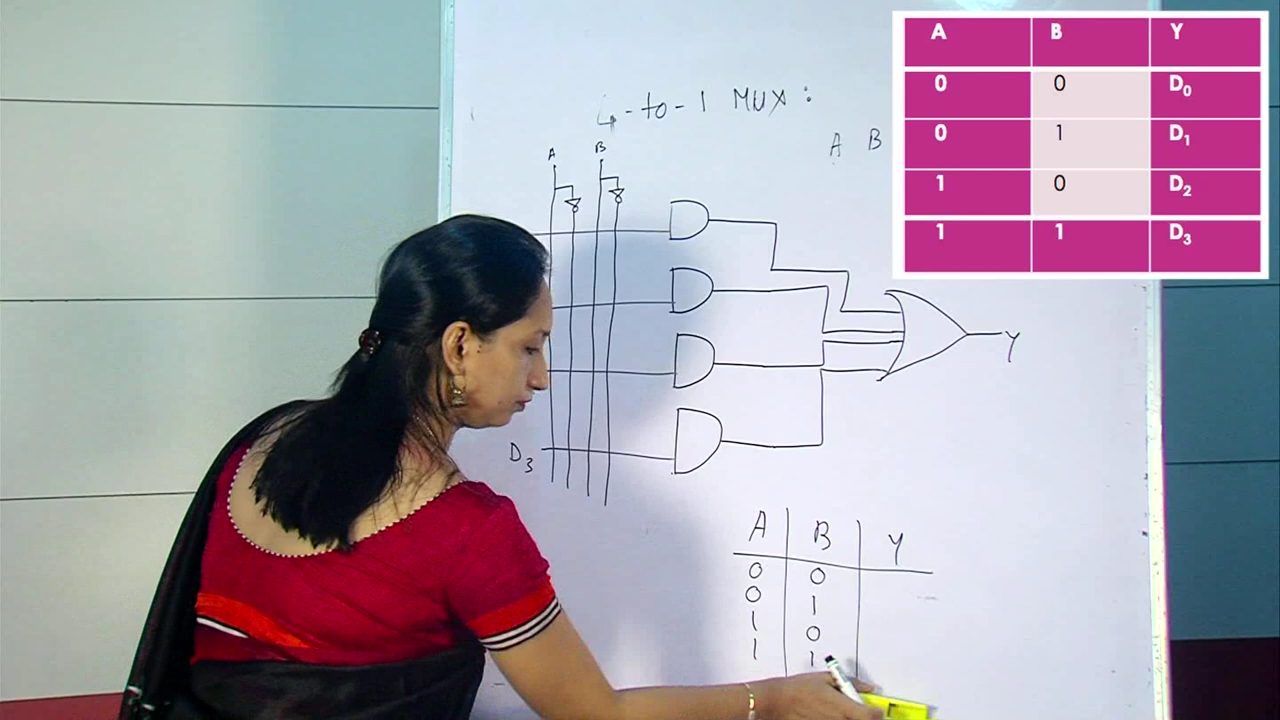 4-to-1 MUX:
A B
A B
D3
Y
A B Y
0 0
0 1
1 0
1 1
A B Y
0 0 D0
0 1 D1
1 0 D2
1 1 D3